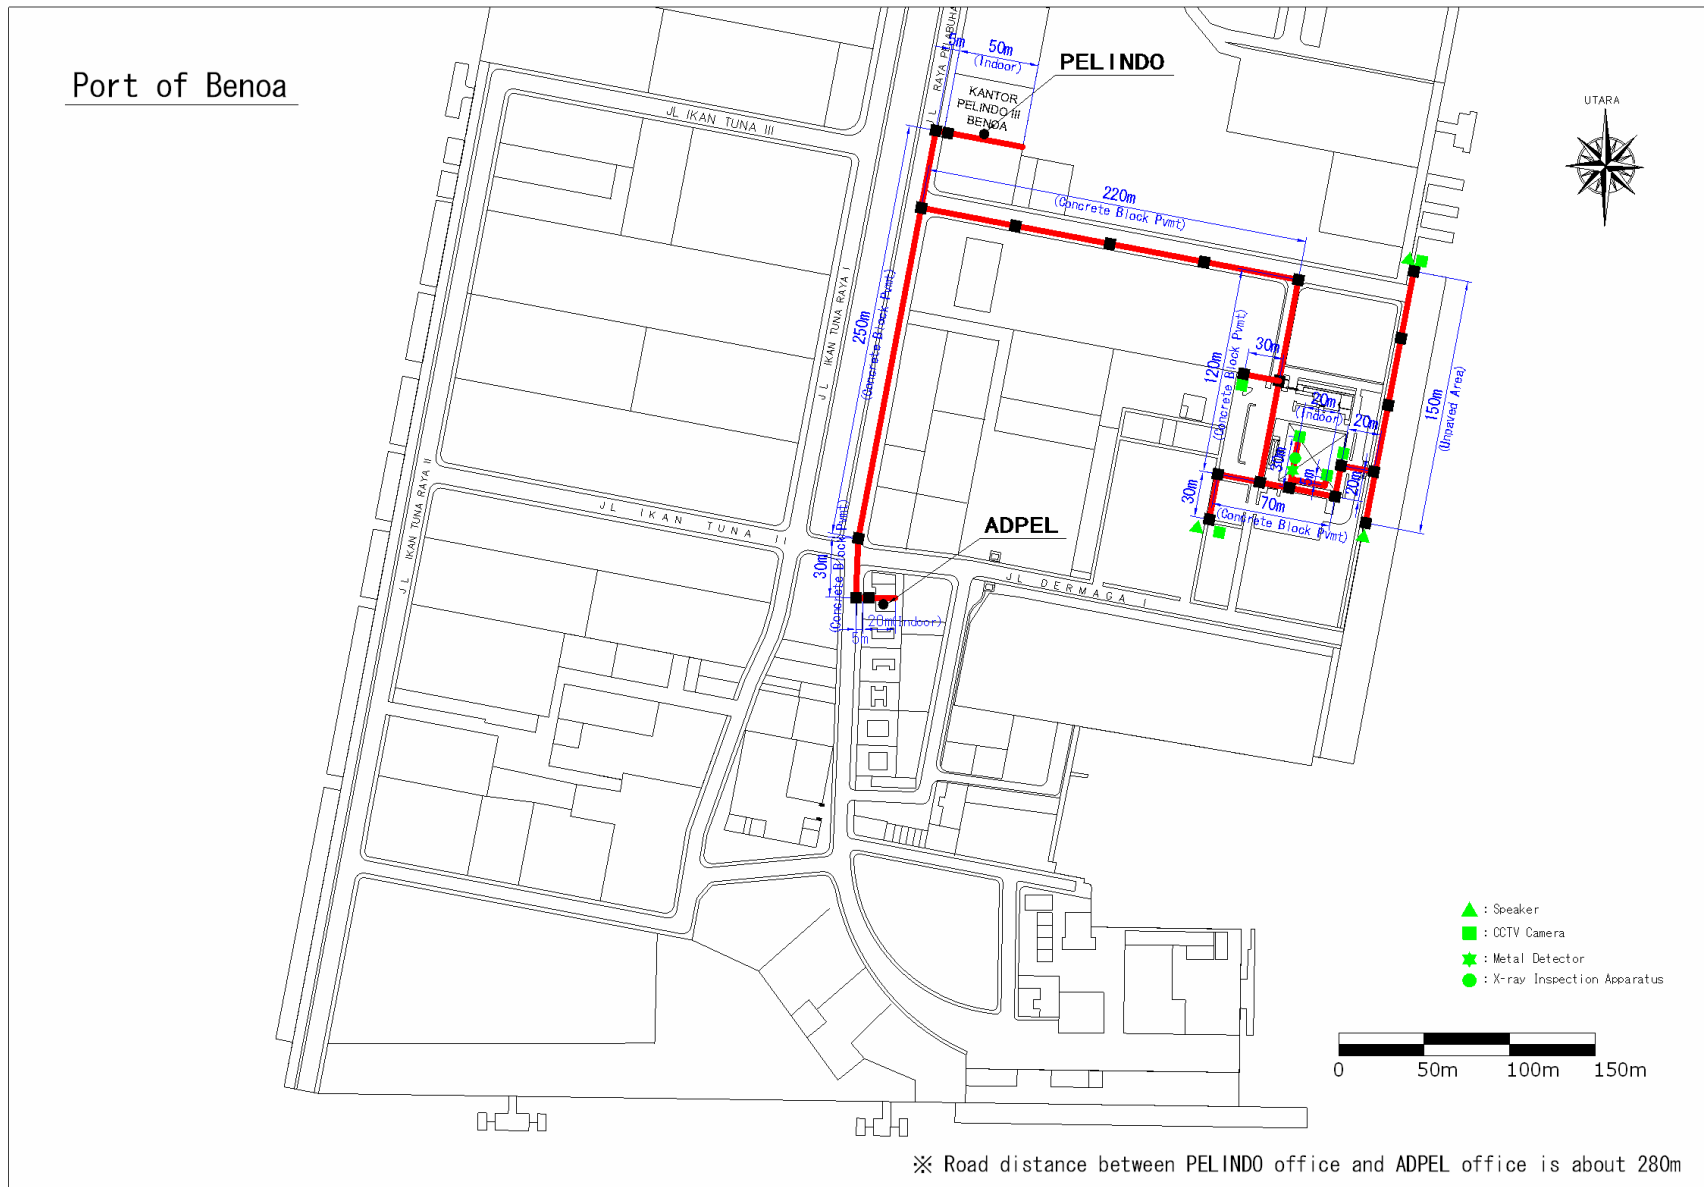 Port of Benoa
5m
50m
(Indoor)
PELINDO
KANTOR
PELINDO III
BENOA
UTARA
JL RAYA PELABUHA
JL IKAN TUNA III
220m
(Concrete Block Pvmt)
250m
(Concrete Block Pvmt)
JL IKAN TUNA RAYA I
120m
(Concrete Block Pvmt)
30m
20m
(Indoor)
20m
150m
(Unpaved Area)
30m
5m
20m
30m
70m
(Concrete Block Pvmt)
JL IKAN TUNA RAYA II
JL IKAN TUNA II
ADPEL
30m
(Concrete Block Pvmt)
JL DERMAGA I
20m(Indoor)
5m
: Speaker
: CCTV Camera
: Metal Detector
: X-ray Inspection Apparatus
0 50m 100m 150m
※ Road distance between PELINDO office and ADPEL office is about 280m